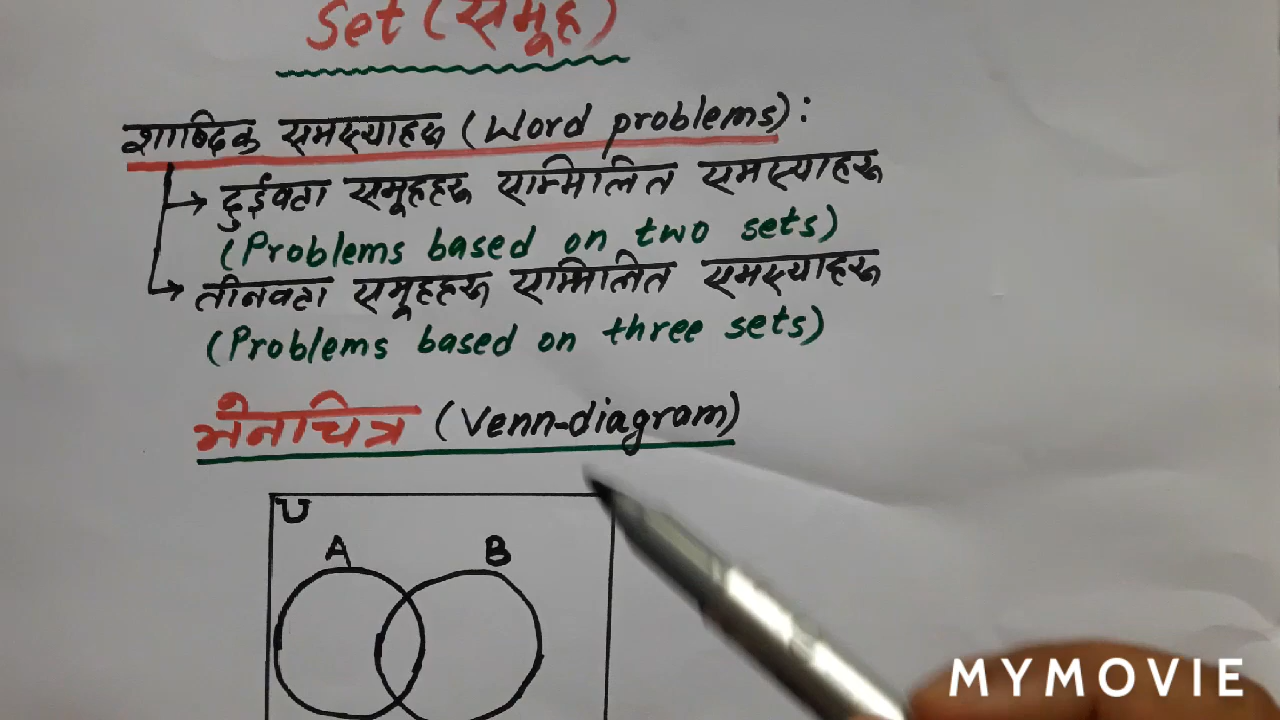 Set (समूह)
शाब्दिक समस्याहरू (Word problems):
→ दुईवटा समूहहरू सम्मिलित समस्याहरू
(Problems based on two sets)
→ तीनवटा समूहहरू सम्मिलित समस्याहरू
(Problems based on three sets)
भेनचित्र (Venn-diagram)
U
A B
MYMOVIE